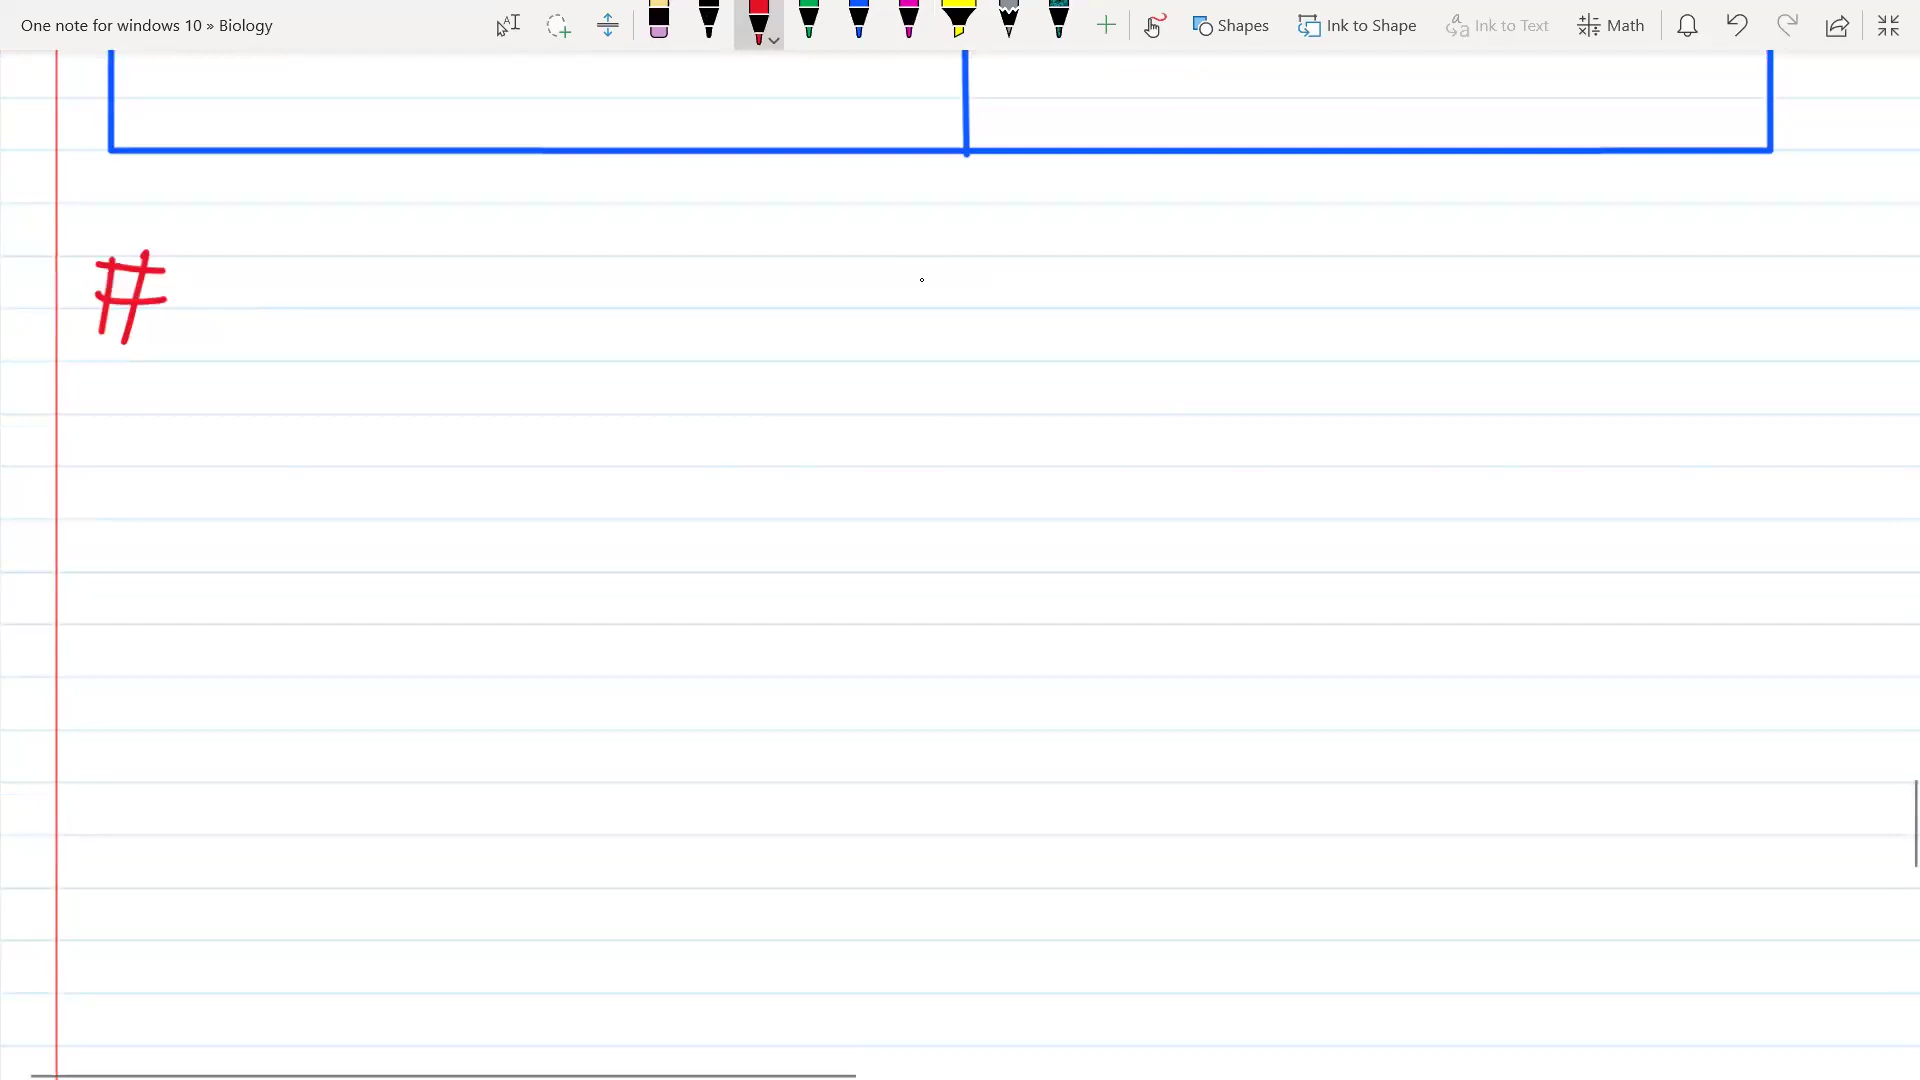 One note for windows 10 » Biology
Shapes
Ink to Shape
Ink to Text
Math
#